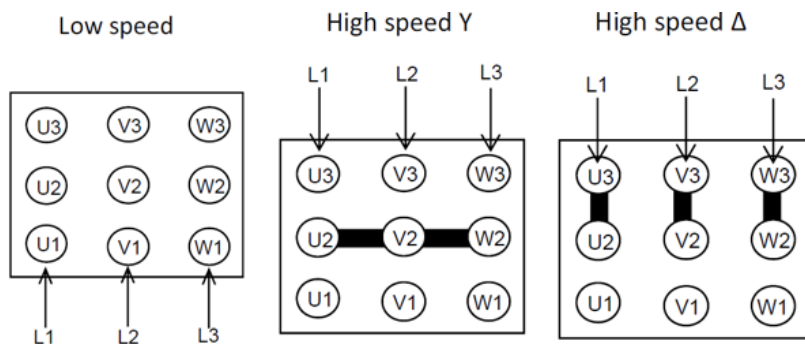 Low speed
High speed Y
High speed Δ
L1 L2 L3
L1 L2 L3
U3 V3 W3
U2 V2 W2
U1 V1 W1
L1 L2 L3
U3 V3 W3
U2 V2 W2
U1 V1 W1
U3 V3 W3
U2 V2 W2
U1 V1 W1